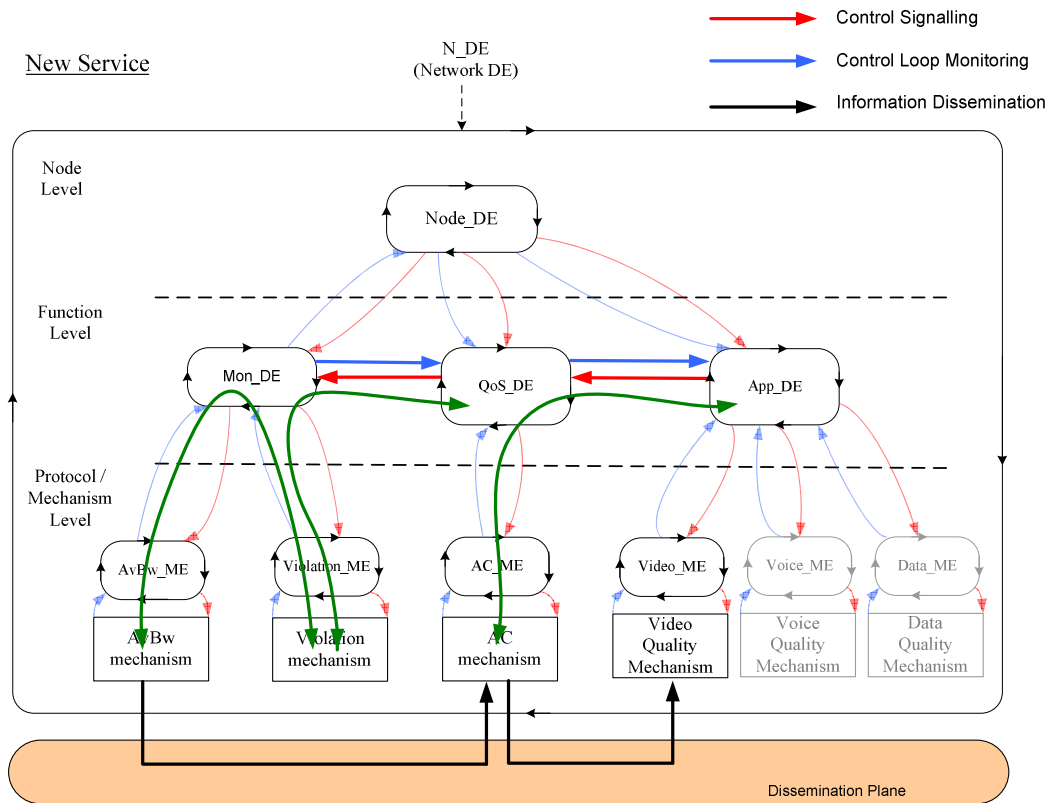 Control Signalling
N_DE
(Network DE)
New Service
Control Loop Monitoring
Information Dissemination
Node
Level
Node_DE
Function
Level
Mon_DE
QoS_DE
App_DE
Protocol /
Mechanism
Level
AvBw_ME
Violation_ME
AC_ME
Video_ME
Voice_ME
Data_ME
AvBw
mechanism
Violation
mechanism
AC
mechanism
Video
Quality
Mechanism
Voice
Quality
Mechanism
Data
Quality
Mechanism
Dissemination Plane